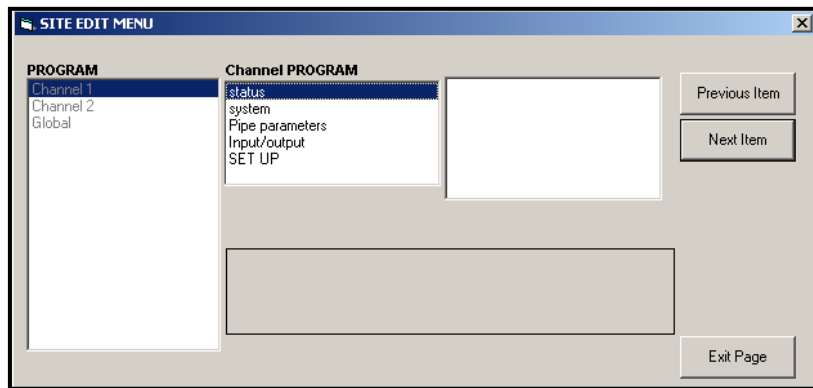 SITE EDIT MENU
PROGRAM
Channel 1
Channel 2
Global
Channel PROGRAM
status
system
Pipe parameters
Input/output
SET UP
Previous Item
Next Item
Exit Page